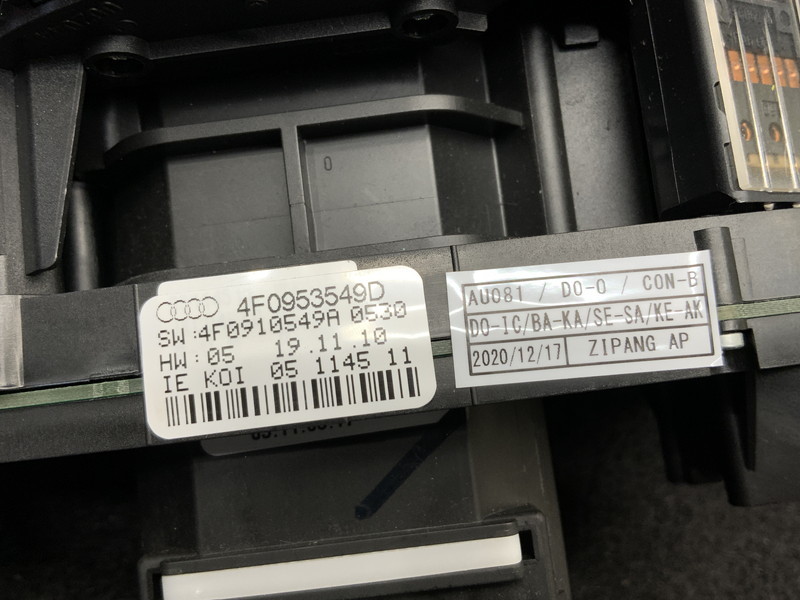 0
4F0953549D
SW:4F0910549A 0530
HW:05 19.11.10
IE KOI 05 1145 11
AU081 / DO-O / CON-B
DO-IC/BA-KA/SE-SA/KE-AK
2020/12/17 ZIPANG AP